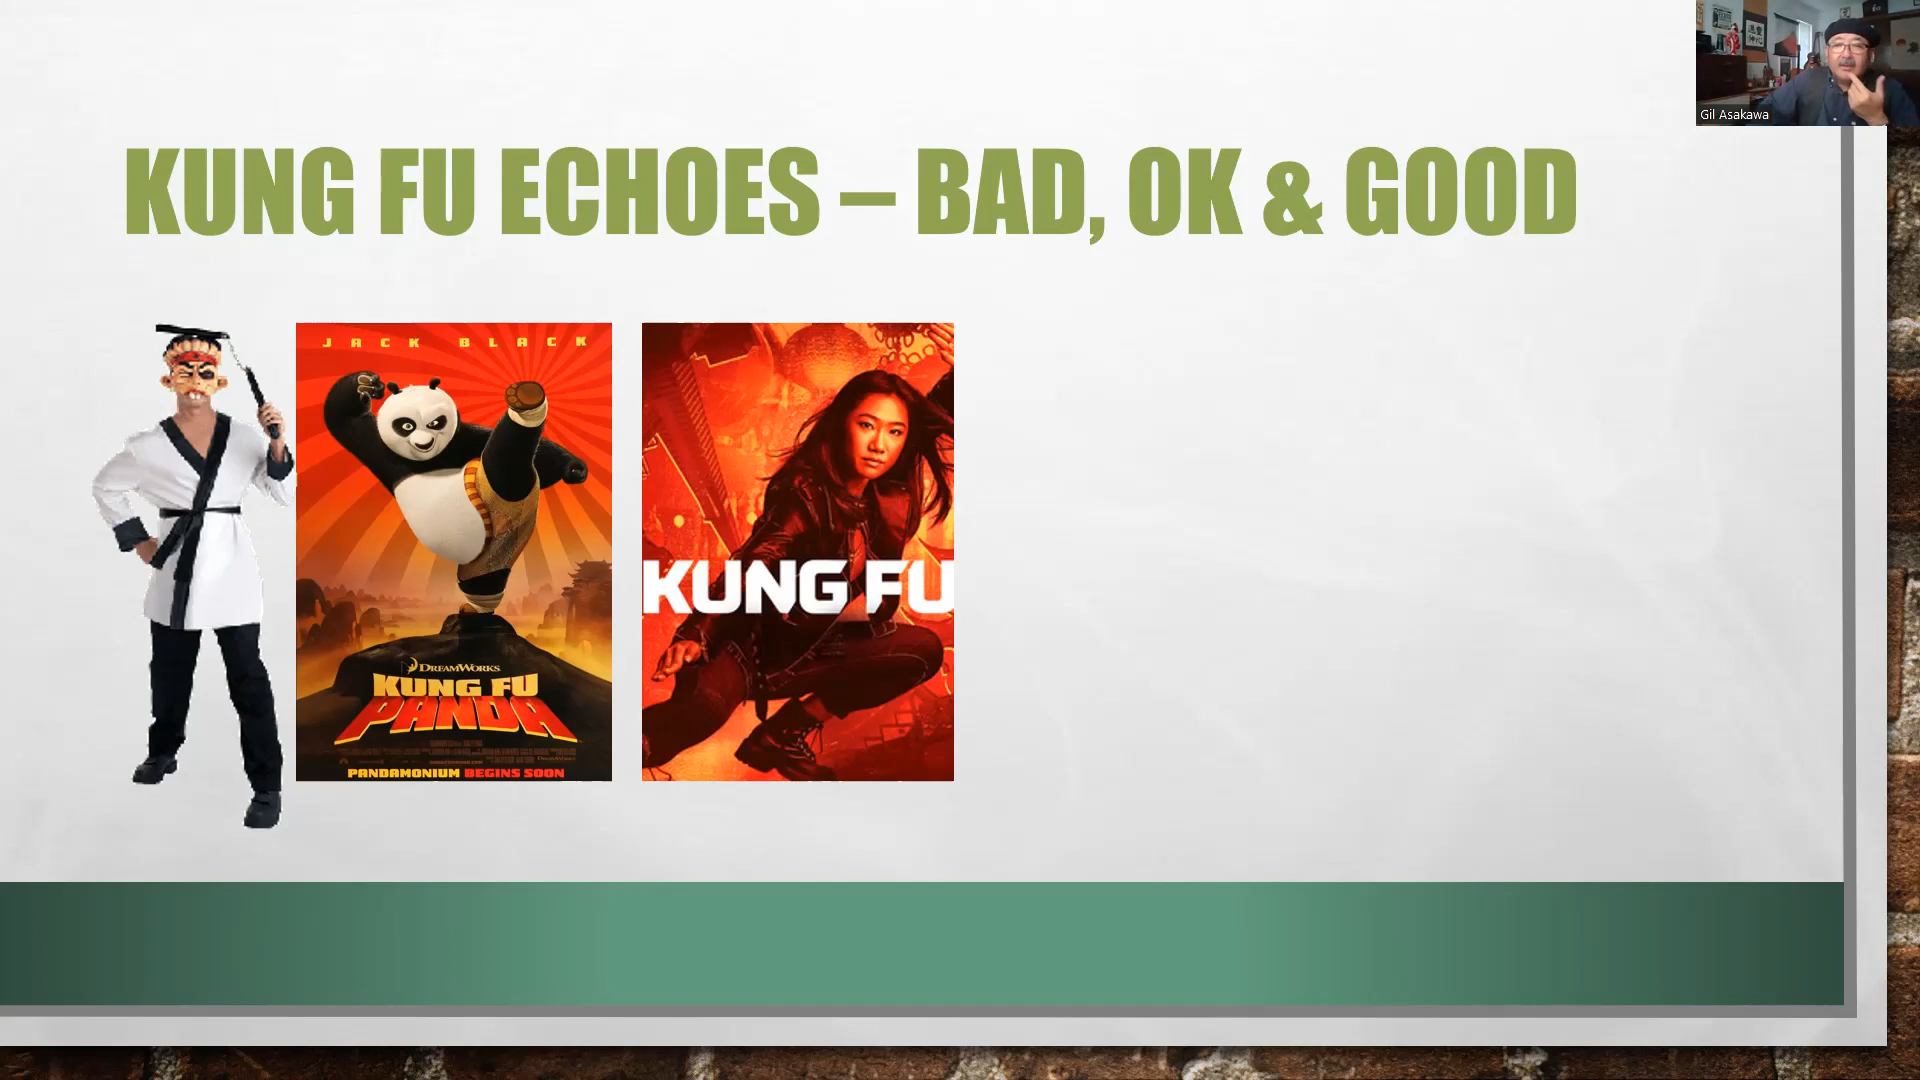 Gil Asakawa
KUNG FU ECHOES – BAD, OK & GOOD
JACK BLACK
DREAMWORKS
KUNG FU
PANDA
PANDAMONIUM BEGINS SOON
KUNG FU